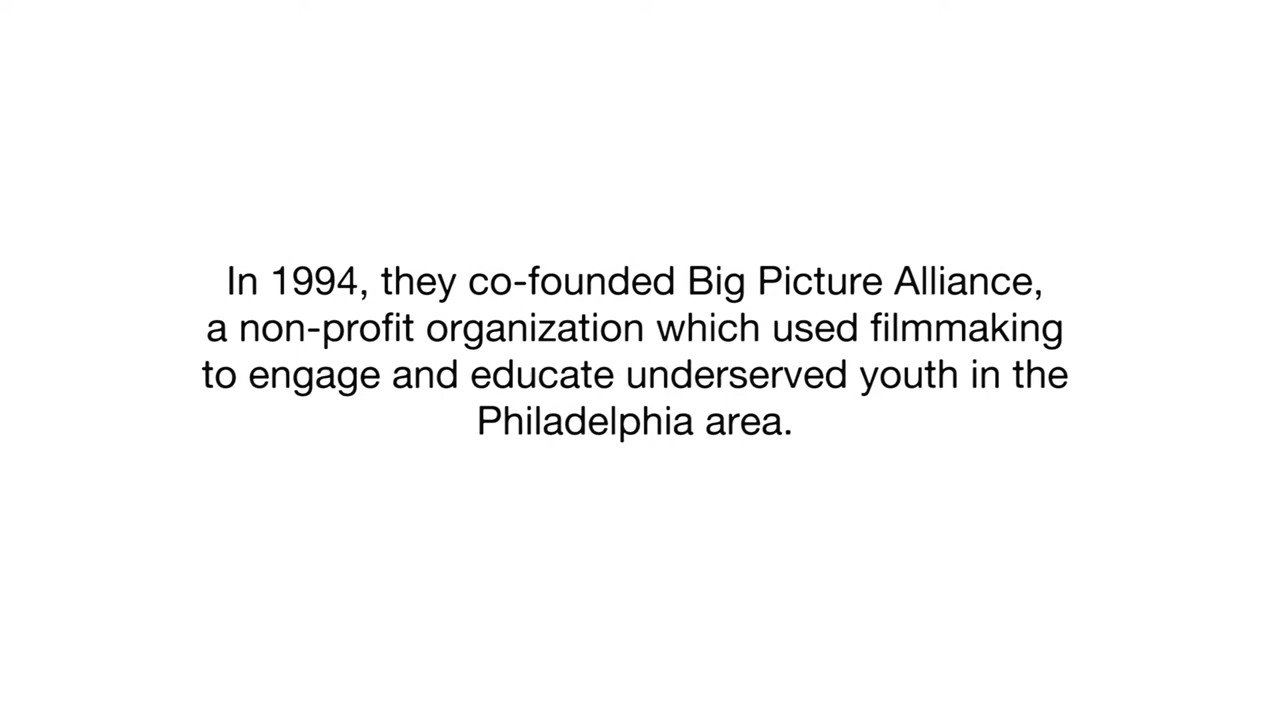 In 1994, they co-founded Big Picture Alliance,
a non-profit organization which used filmmaking
to engage and educate underserved youth in the
Philadelphia area.